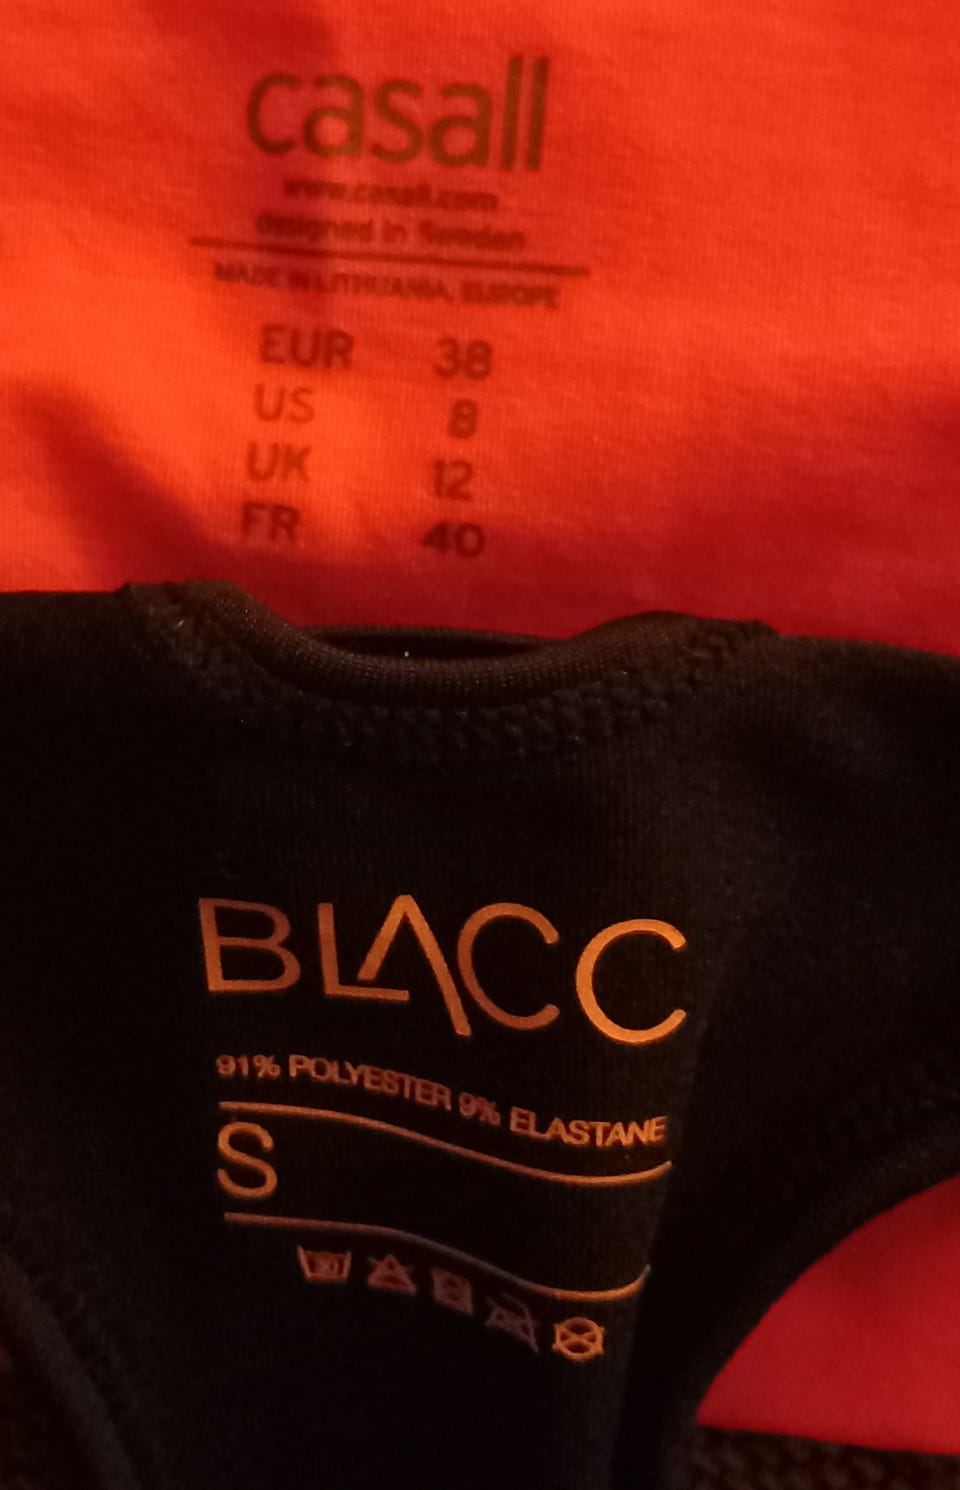 casall
www.casall.com
designed in Sweden
MADE IN LITHUANIA, EUROPE
EUR 38
US 8
UK 12
FR 40
BLACC
91% POLYESTER 9% ELASTANE
S
30